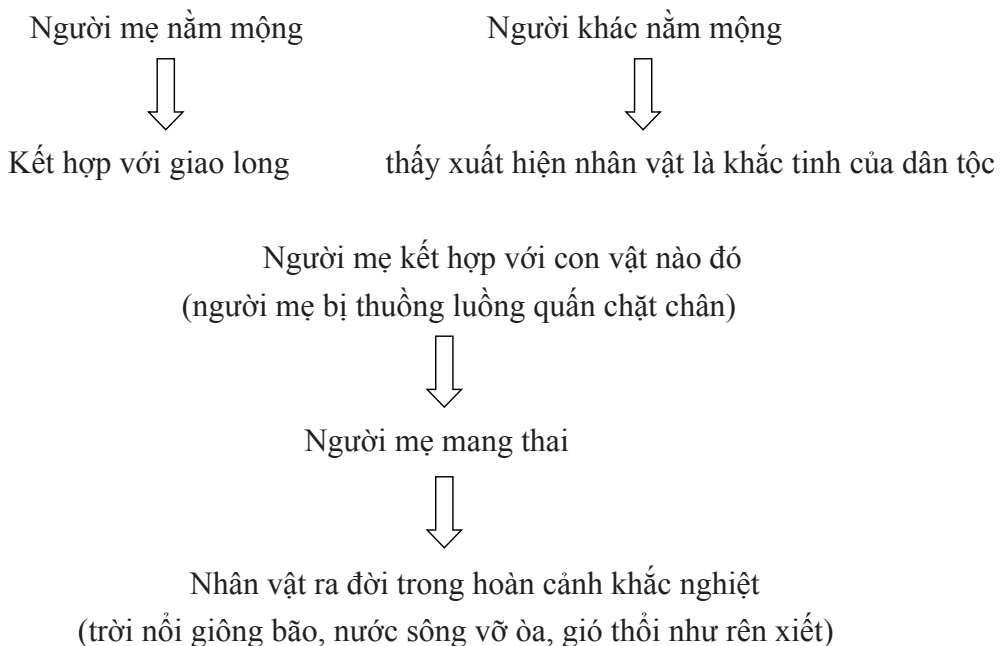 Người mẹ nằm mộng
Người khác nằm mộng
Kết hợp với giao long
thấy xuất hiện nhân vật là khắc tinh của dân tộc
Người mẹ kết hợp với con vật nào đó
(người mẹ bị thuồng luồng quấn chặt chân)
Người mẹ mang thai
Nhân vật ra đời trong hoàn cảnh khắc nghiệt
(trời nổi giông bão, nước sông vỡ òa, gió thổi như rên xiết)